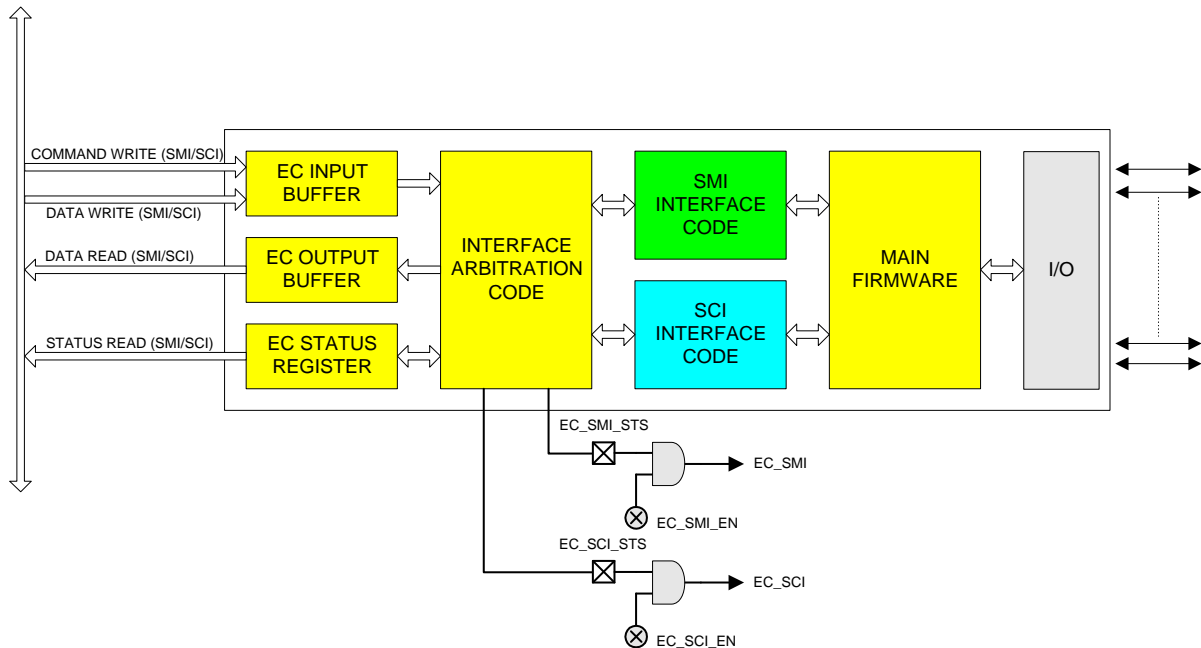 COMMAND WRITE (SMI/SCI)
DATA WRITE (SMI/SCI)
DATA READ (SMI/SCI)
STATUS READ (SMI/SCI)
EC INPUT
BUFFER
EC OUTPUT
BUFFER
EC STATUS
REGISTER
INTERFACE
ARBITRATION
CODE
SMI
INTERFACE
CODE
SCI
INTERFACE
CODE
MAIN
FIRMWARE
I/O
EC_SMI_STS
EC_SMI
EC_SMI_EN
EC_SCI_STS
EC_SCI
EC_SCI_EN